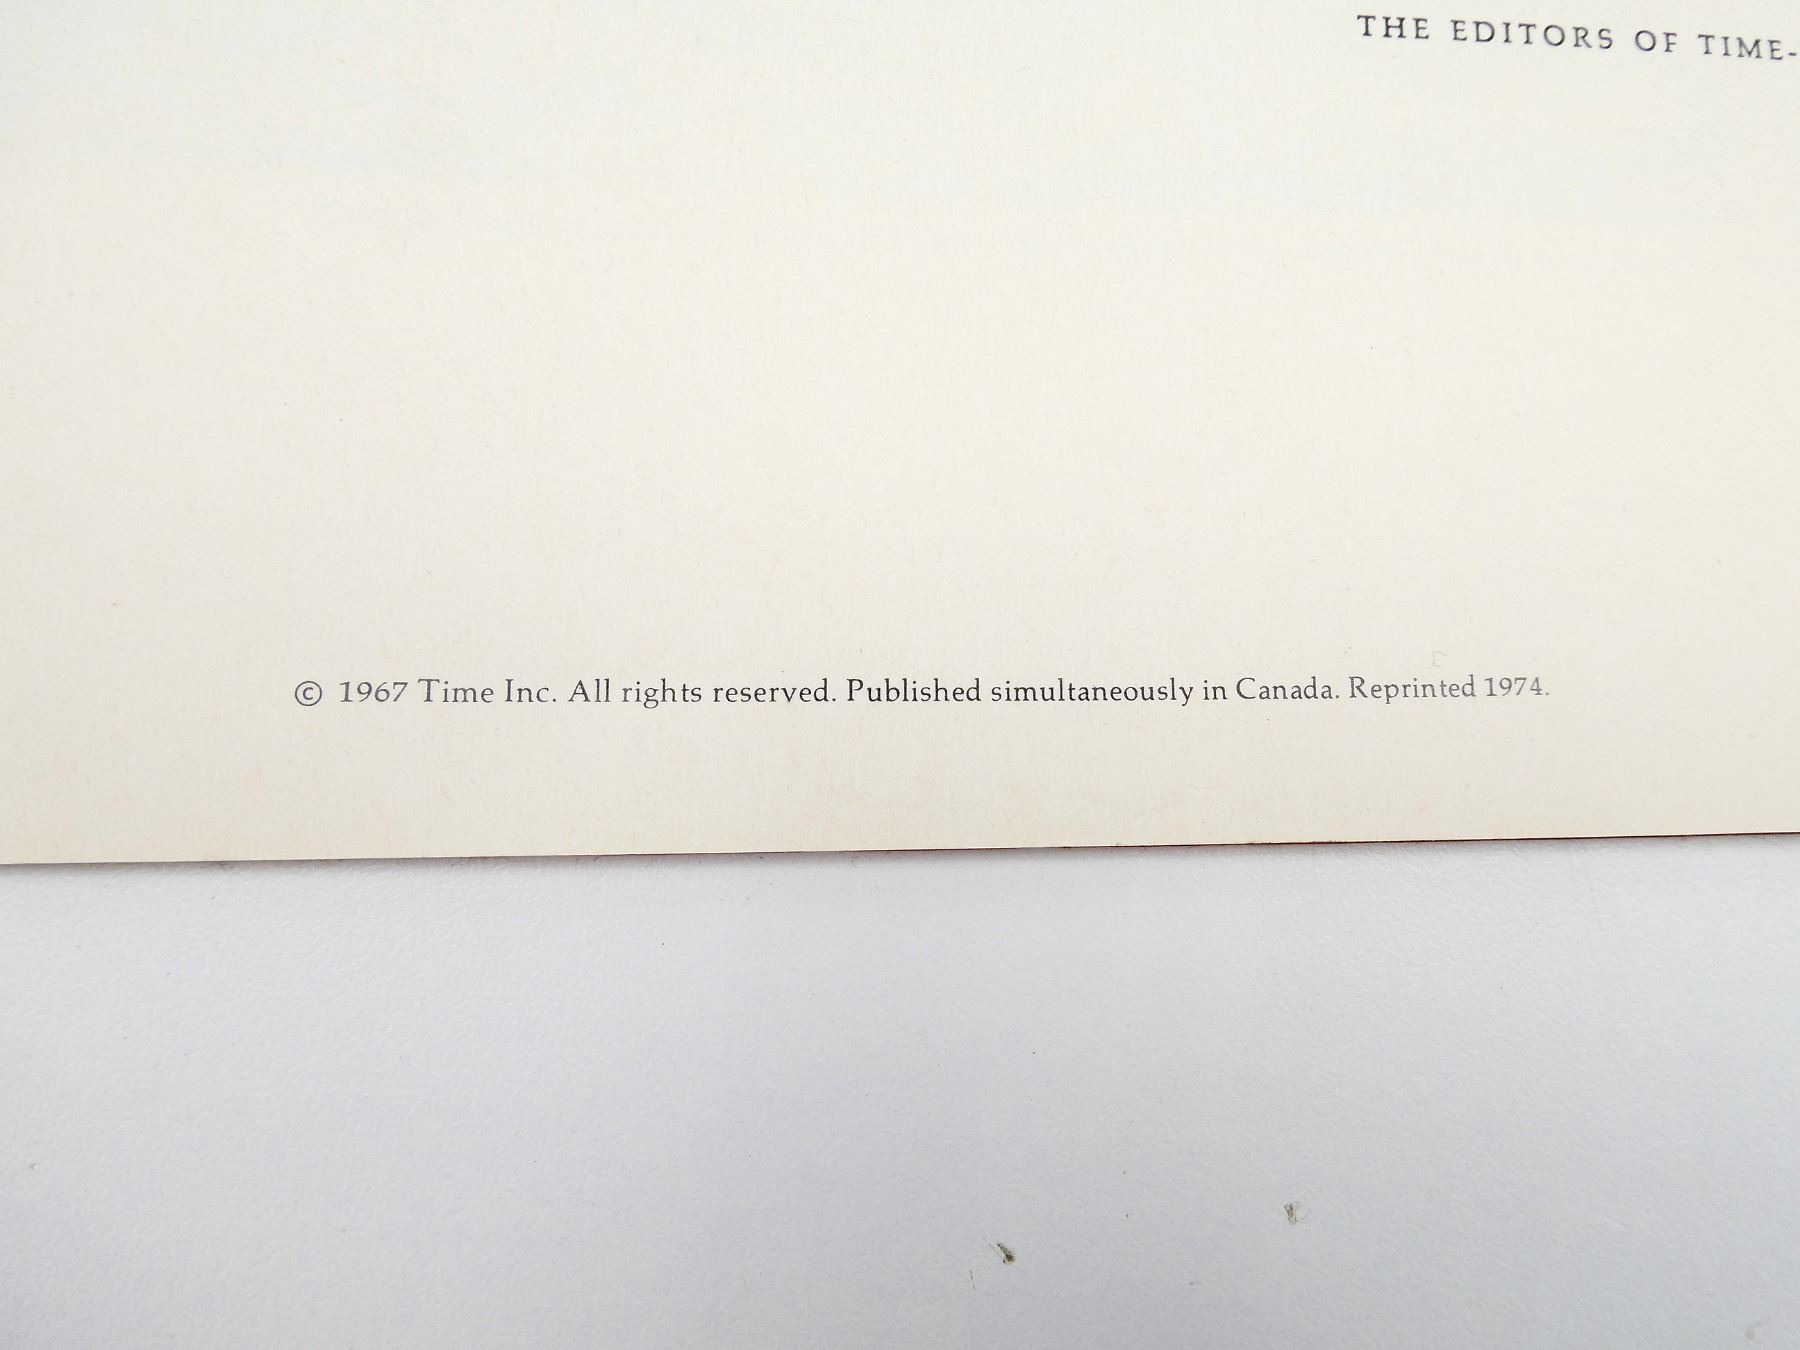 THE EDITORS OF TIME-
© 1967 Time Inc. All rights reserved. Published simultaneously in Canada. Reprinted 1974.